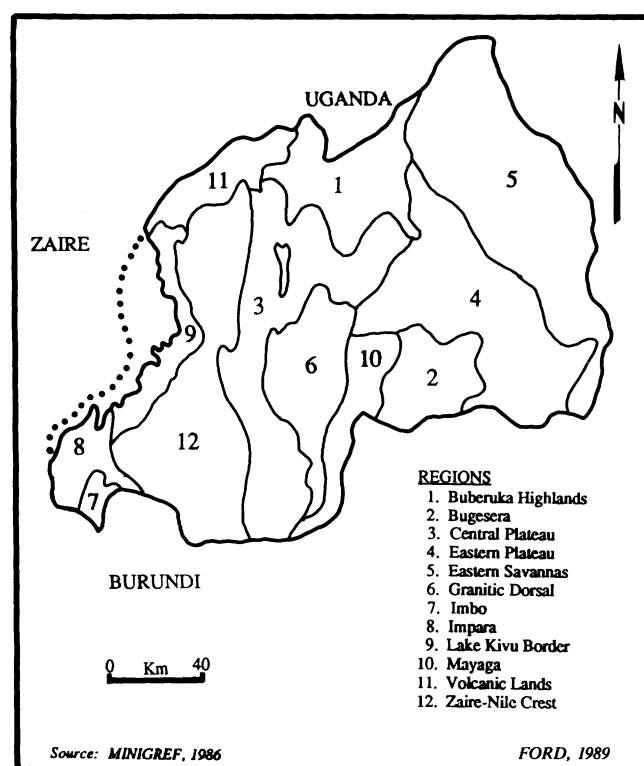 UGANDA
N
11
1
5
ZAIRE
3
4
9
6
10
2
8
12
7
BURUNDI
0 Km 40
REGIONS
1. Buberuka Highlands
2. Bugesera
3. Central Plateau
4. Eastern Plateau
5. Eastern Savannas
6. Granitic Dorsal
7. Imbo
8. Impara
9. Lake Kivu Border
10. Mayaga
11. Volcanic Lands
12. Zaire-Nile Crest
Source: MINIGREF, 1986
FORD, 1989